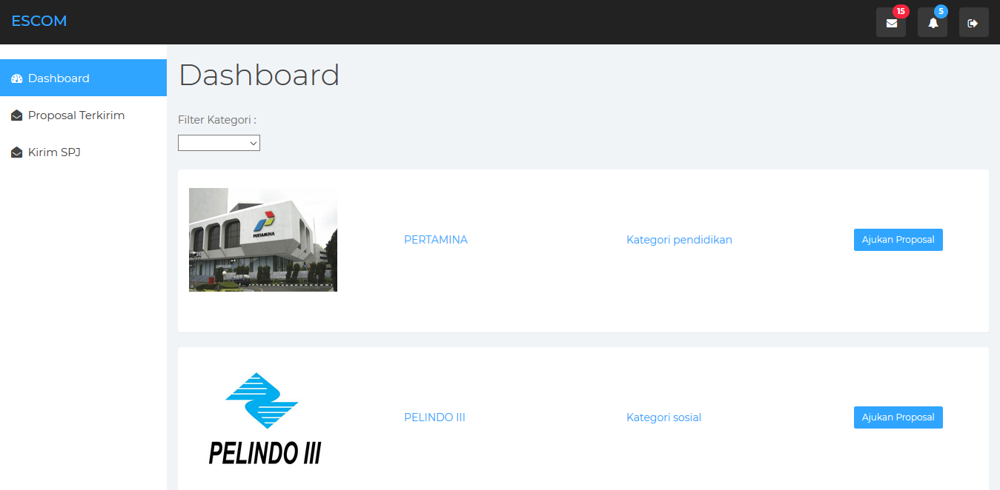 ESCOM
15
5
Dashboard
Proposal Terkirim
Kirim SPJ
Dashboard
Filter Kategori :
PERTAMINA
PERTAMINA
Kategori pendidikan
Ajukan Proposal
PELINDO III
PELINDO III
Kategori sosial
Ajukan Proposal